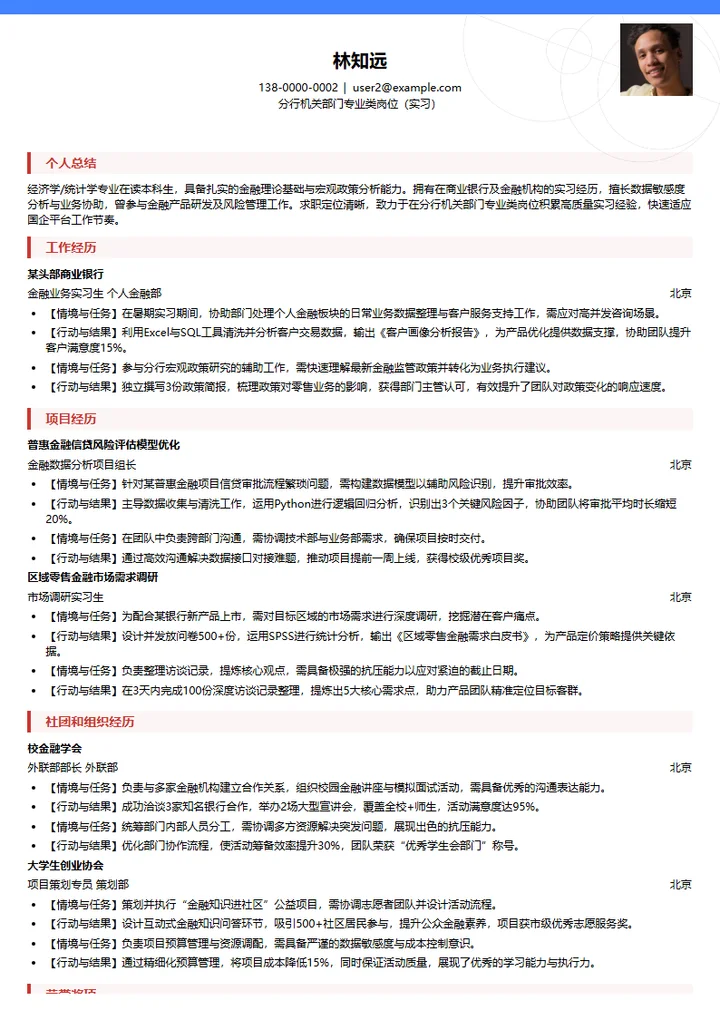 林知远
138-0000-0002 | user2@example.com
分行机关部门专业类岗位（实习）
个人总结
经济学/统计学专业在读本科生，具备扎实的金融理论基础与宏观政策分析能力。拥有在商业银行及金融机构的实习经历，擅长数据敏感度
分析与业务协助，曾参与金融产品研发及风险管理工作。求职定位清晰，致力于在分行机关部门专业类岗位积累高质量实习经验，快速适应
国企平台工作节奏。
工作经历
某头部商业银行
金融业务实习生 个人金融部 北京
• 【情境与任务】在暑期实习期间，协助部门处理个人金融板块的日常业务数据整理与客户服务支持工作，需应对高并发咨询场景。
• 【行动与结果】利用Excel与SQL工具清洗并分析客户交易数据，输出《客户画像分析报告》，为产品优化提供数据支撑，协助团队提升
客户满意度15%。
• 【情境与任务】参与分行宏观政策研究的辅助工作，需快速理解最新金融监管政策并转化为业务执行建议。
• 【行动与结果】独立撰写3份政策简报，梳理政策对零售业务的影响，获得部门主管认可，有效提升了团队对政策变化的响应速度。
项目经历
普惠金融信贷风险评估模型优化
金融数据分析项目组长 北京
• 【情境与任务】针对某普惠金融项目信贷审批流程繁琐问题，需构建数据模型以辅助风险识别，提升审批效率。
• 【行动与结果】主导数据收集与清洗工作，运用Python进行逻辑回归分析，识别出3个关键风险因子，协助团队将审批平均时长缩短
20%。
• 【情境与任务】在团队中负责跨部门沟通，需协调技术部与业务部需求，确保项目按时交付。
• 【行动与结果】通过高效沟通解决数据接口对接难题，推动项目提前一周上线，获得校级优秀项目奖。
区域零售金融市场需求调研
市场调研实习生 北京
• 【情境与任务】为配合某银行新产品上市，需对目标区域的市场需求进行深度调研，挖掘潜在客户痛点。
• 【行动与结果】设计并发放问卷500+份，运用SPSS进行统计分析，输出《区域零售金融需求白皮书》，为产品定价策略提供关键依
据。
• 【情境与任务】负责整理访谈记录，提炼核心观点，需具备极强的抗压能力以应对紧迫的截止日期。
• 【行动与结果】在3天内完成100份深度访谈记录整理，提炼出5大核心需求点，助力产品团队精准定位目标客群。
社团和组织经历
校金融学会
外联部部长 外联部 北京
• 【情境与任务】负责与多家金融机构建立合作关系，组织校园金融讲座与模拟面试活动，需具备优秀的沟通表达能力。
• 【行动与结果】成功洽谈3家知名银行合作，举办2场大型宣讲会，覆盖全校+师生，活动满意度达95%。
• 【情境与任务】统筹部门内部人员分工，需协调多方资源解决突发问题，展现出色的抗压能力。
• 【行动与结果】优化部门协作流程，使活动筹备效率提升30%，团队荣获“优秀学生会部门”称号。
大学生创业协会
项目策划专员 策划部 北京
• 【情境与任务】策划并执行“金融知识进社区”公益项目，需协调志愿者团队并设计活动流程。
• 【行动与结果】设计互动式金融知识问答环节，吸引500+社区居民参与，提升公众金融素养，项目获市级优秀志愿服务奖。
• 【情境与任务】负责项目预算管理与资源调配，需具备严谨的数据敏感度与成本控制意识。
• 【行动与结果】通过精细化预算管理，将项目成本降低15%，同时保证活动质量，展现了优秀的学习能力与执行力。